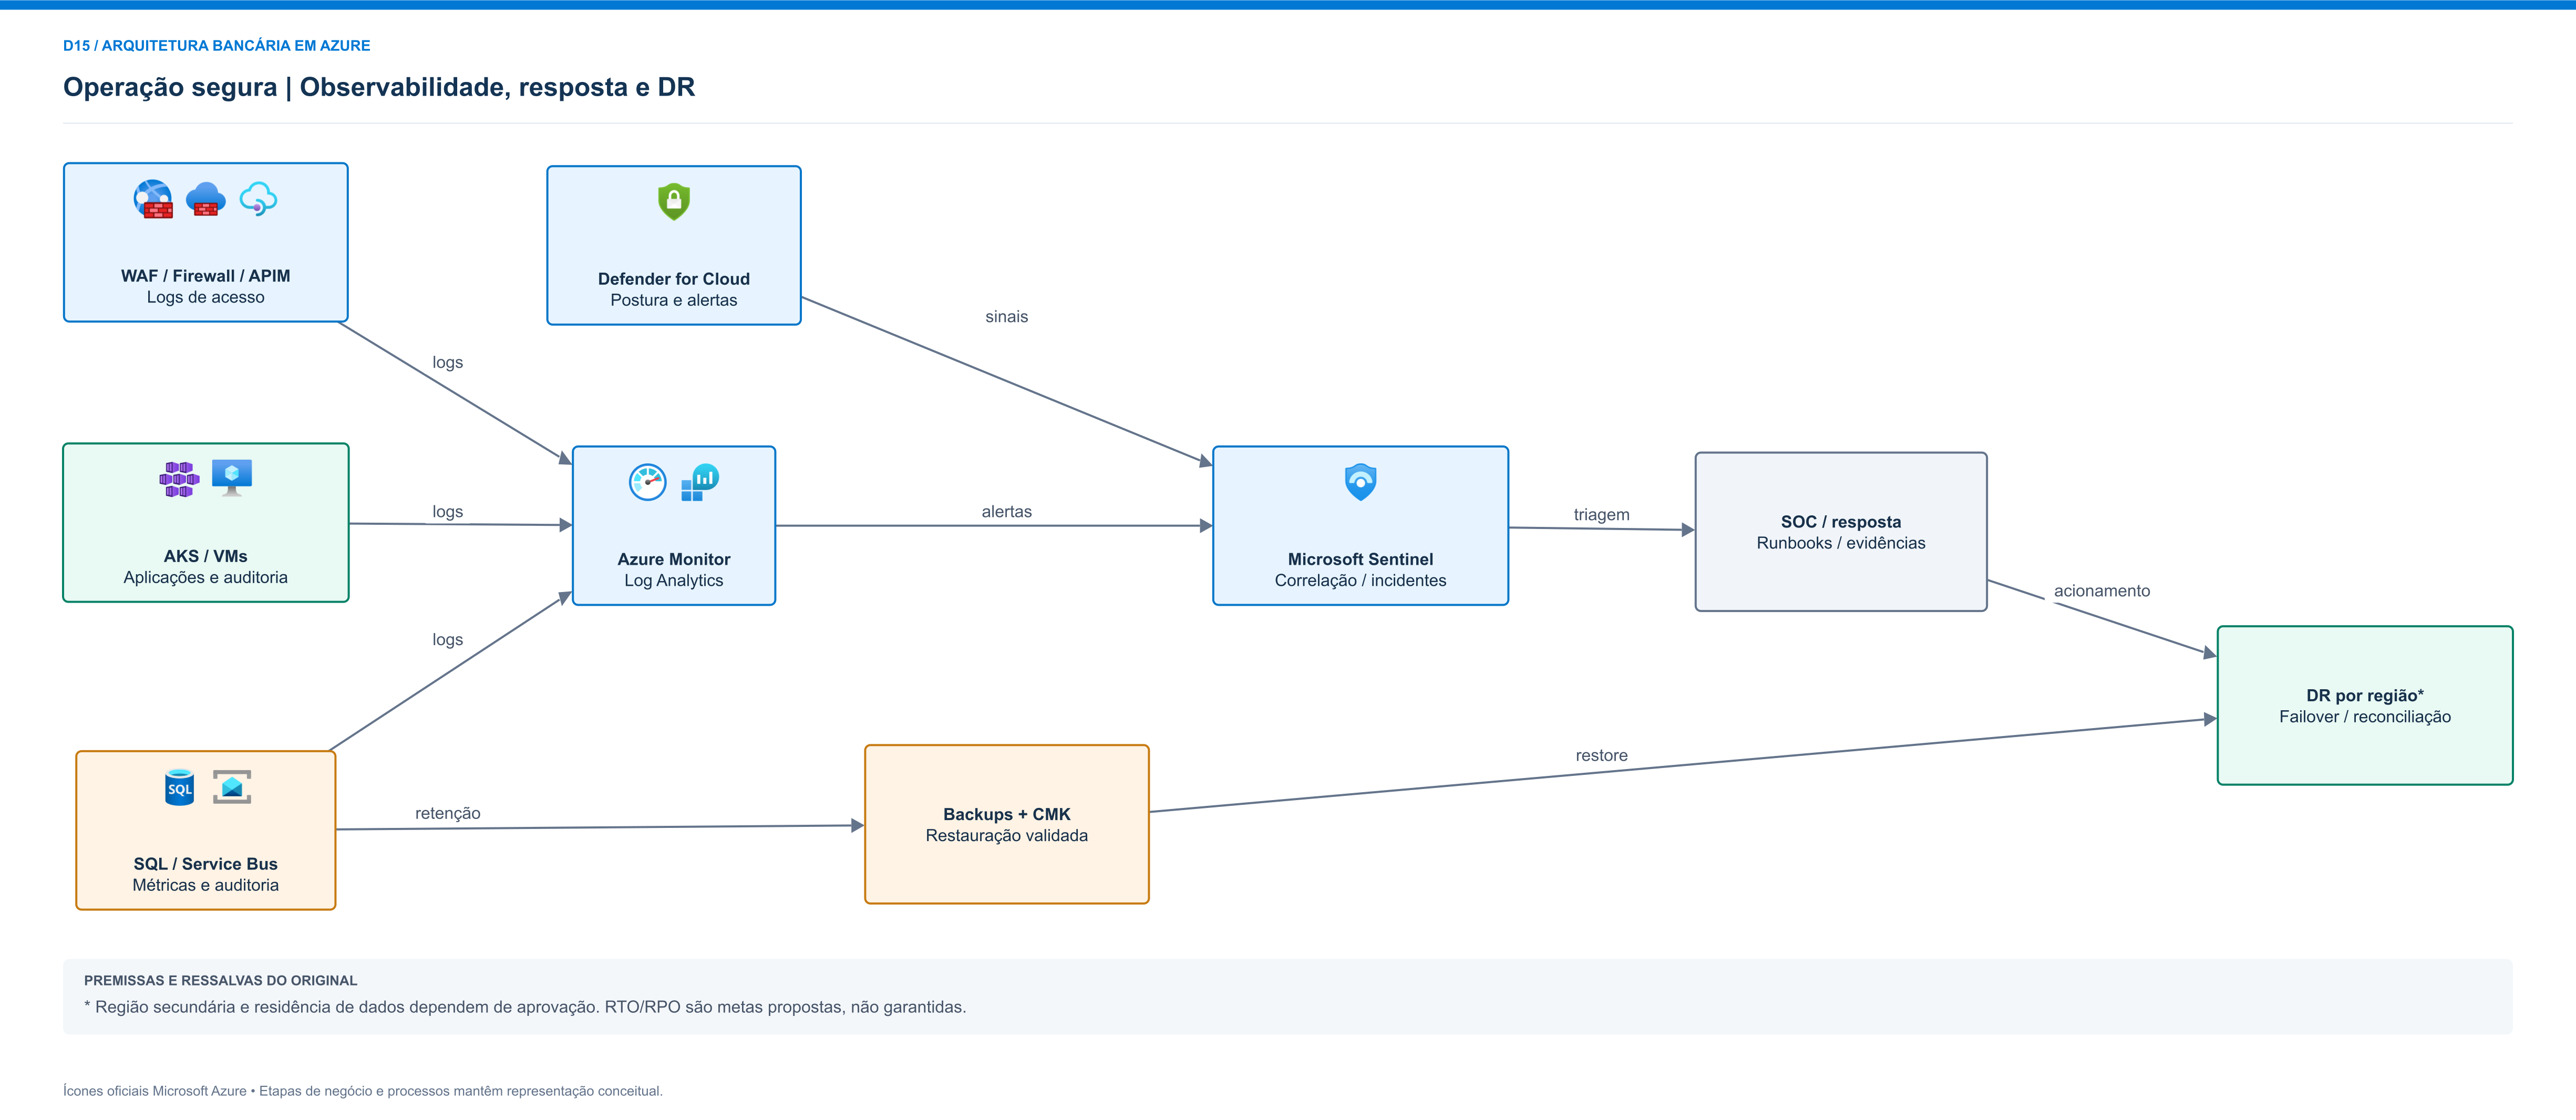 D15 / ARQUITETURA BANCÁRIA EM AZURE
Operação segura | Observabilidade, resposta e DR
WAF / Firewall / APIM
Logs de acesso
Defender for Cloud
Postura e alertas
sinais
logs
AKS / VMs
Aplicações e auditoria
logs
Azure Monitor
Log Analytics
alertas
Microsoft Sentinel
Correlação / incidentes
triagem
SOC / resposta
Runbooks / evidências
acionamento
logs
DR por região*
Failover / reconciliação
SQL
SQL / Service Bus
Métricas e auditoria
retenção
Backups + CMK
Restauração validada
restore
PREMISSAS E RESSALVAS DO ORIGINAL
* Região secundária e residência de dados dependem de aprovação. RTO/RPO são metas propostas, não garantidas.
Ícones oficiais Microsoft Azure • Etapas de negócio e processos mantêm representação conceitual.